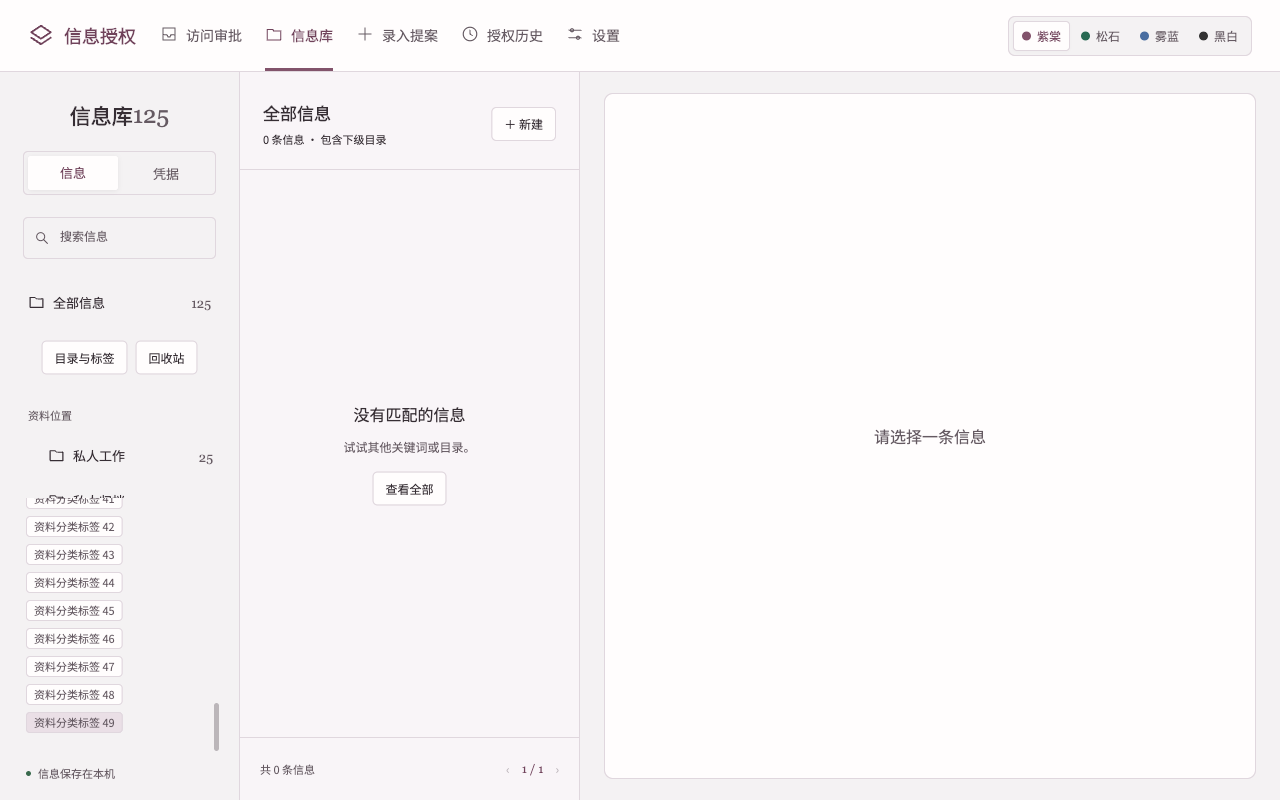 信息授权
访问审批
信息库
录入提案
授权历史
设置
紫棠
松石
雾蓝
黑白
信息库125
信息
凭据
搜索信息
全部信息 125
目录与标签
回收站
资料位置
私人工作 25
资料分类标签 41
资料分类标签 42
资料分类标签 43
资料分类标签 44
资料分类标签 45
资料分类标签 46
资料分类标签 47
资料分类标签 48
资料分类标签 49
信息保存在本机
全部信息
0 条信息 · 包含下级目录
+ 新建
没有匹配的信息
试试其他关键词或目录。
查看全部
共 0 条信息
‹ 1 / 1 ›
请选择一条信息